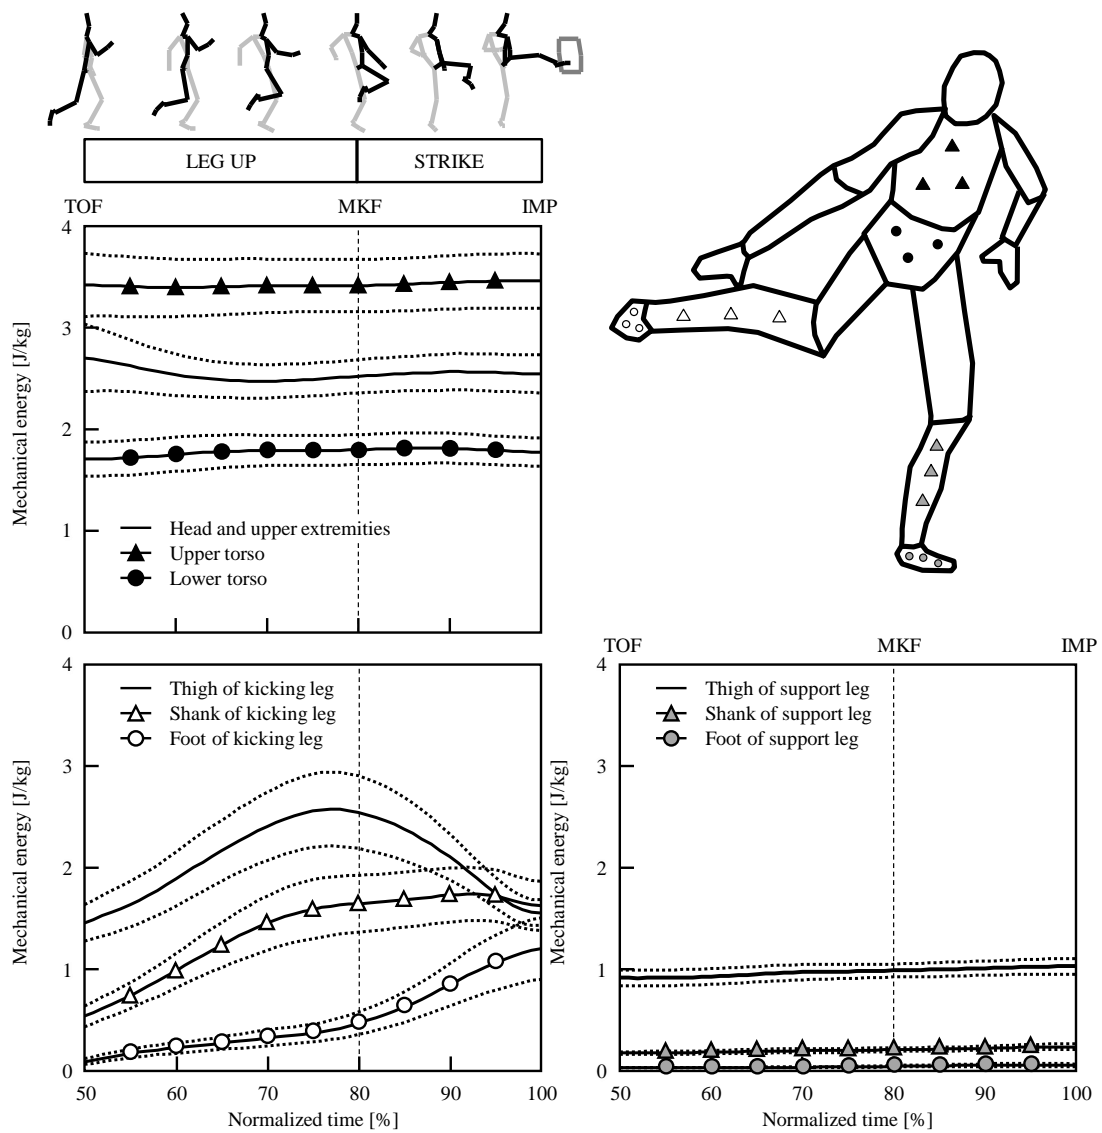 LEG UP STRIKE
TOF MKF IMP
4
3
2
1
0
Mechanical energy [J/kg]
Head and upper extremities
Upper torso
Lower torso
4
3
2
1
0
Mechanical energy [J/kg]
Thigh of kicking leg
Shank of kicking leg
Foot of kicking leg
50 60 70 80 90 100
Normalized time [%]
TOF MKF IMP
4
3
2
1
0
Mechanical energy [J/kg]
Thigh of support leg
Shank of support leg
Foot of support leg
50 60 70 80 90 100
Normalized time [%]